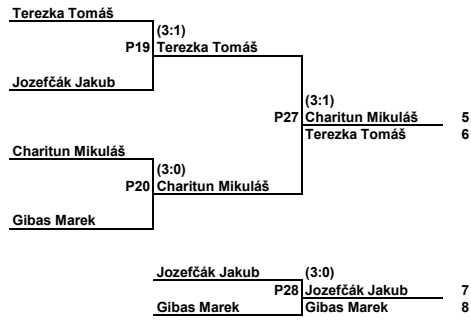 Terezka Tomáš
(3:1)
P19 Terezka Tomáš
Jozefčák Jakub
(3:1)
P27 Charitun Mikuláš 5
Terezka Tomáš 6
Charitun Mikuláš
(3:0)
P20 Charitun Mikuláš
Gibas Marek
Jozefčák Jakub (3:0)
P28 Jozefčák Jakub 7
Gibas Marek Gibas Marek 8